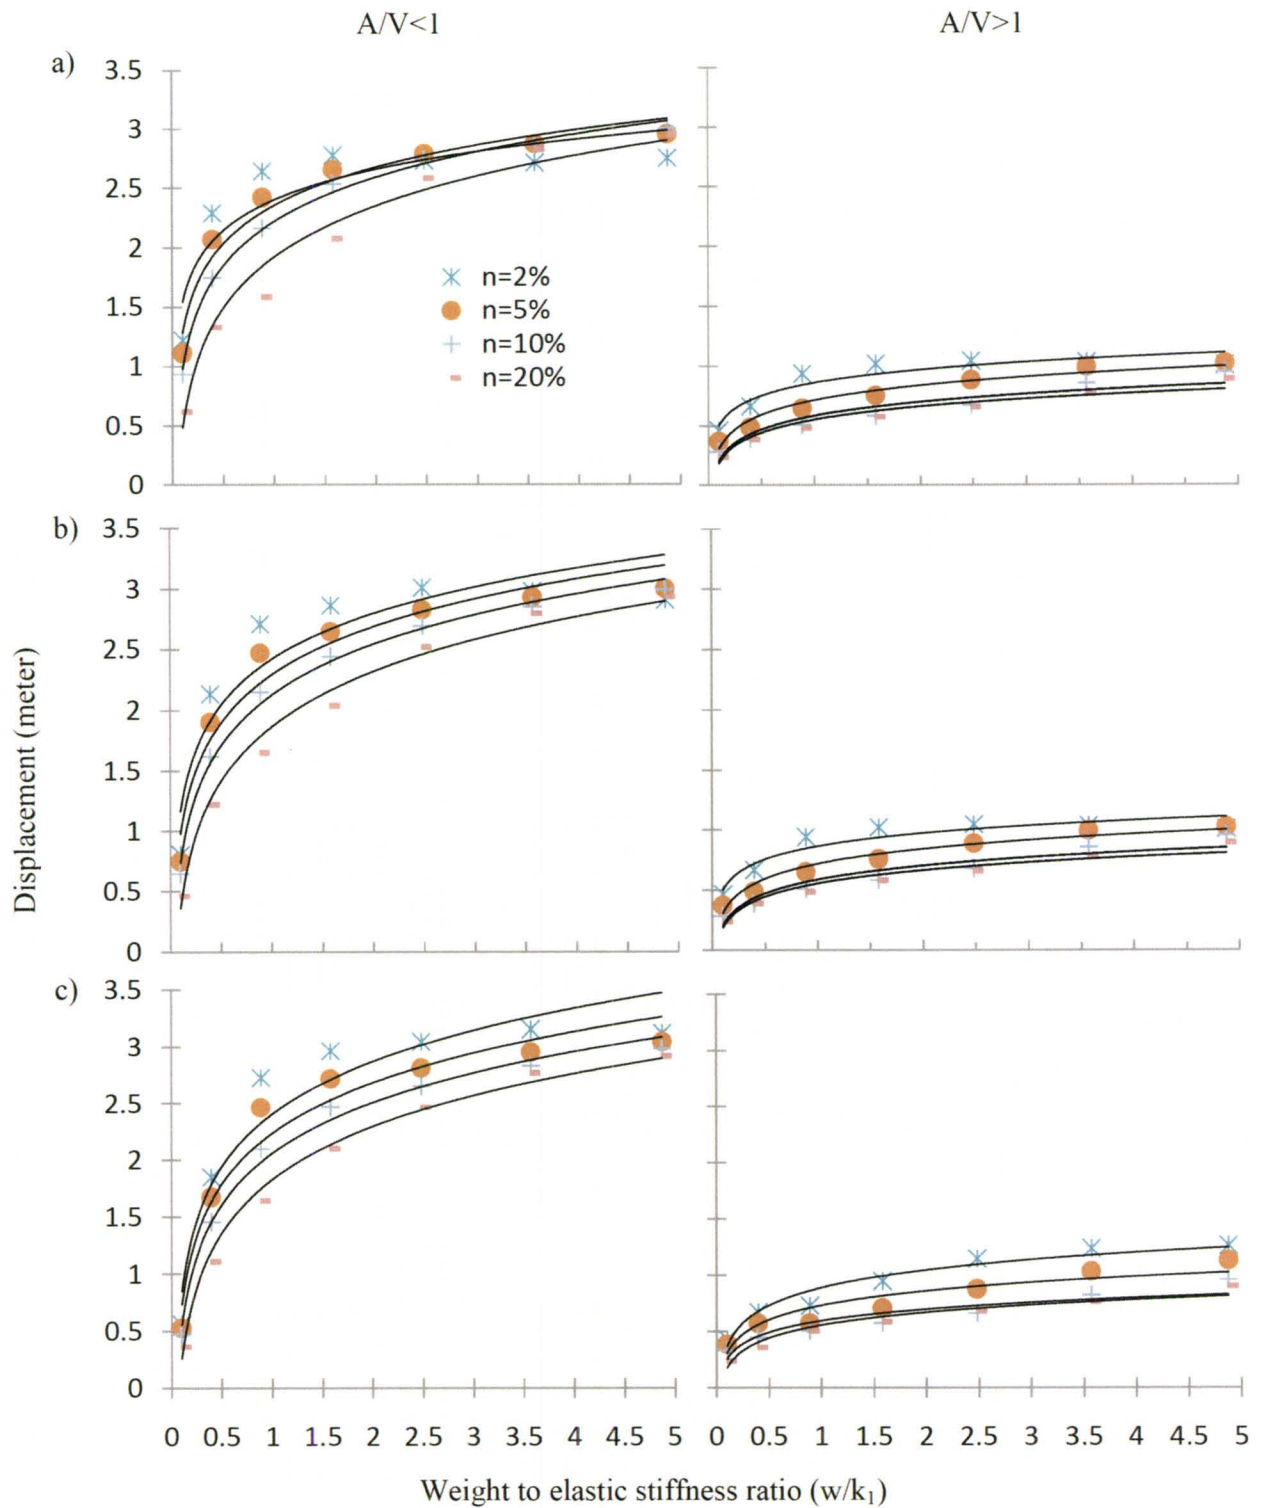 A/V<1
A/V>1
a)
3.5
3
2.5
2
1.5
1
0.5
0
n=2%
n=5%
n=10%
n=20%
b)
3.5
3
2.5
2
1.5
1
0.5
0
Displacement (meter)
c)
3.5
3
2.5
2
1.5
1
0.5
0
0 0.5 1 1.5 2 2.5 3 3.5 4 4.5 5
0 0.5 1 1.5 2 2.5 3 3.5 4 4.5 5
Weight to elastic stiffness ratio (w/k₁)